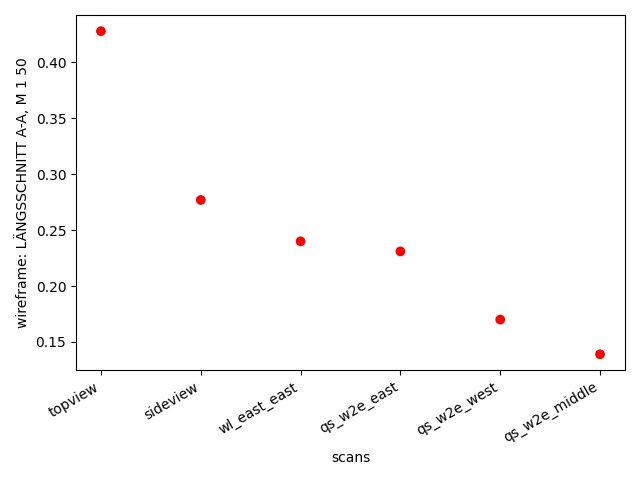 wireframe: LÄNGSSCHNITT A-A, M 1 50
0.40
0.35
0.30
0.25
0.20
0.15
topview
sideview
wl_east_east
qs_w2e_east
qs_w2e_west
qs_w2e_middle
scans